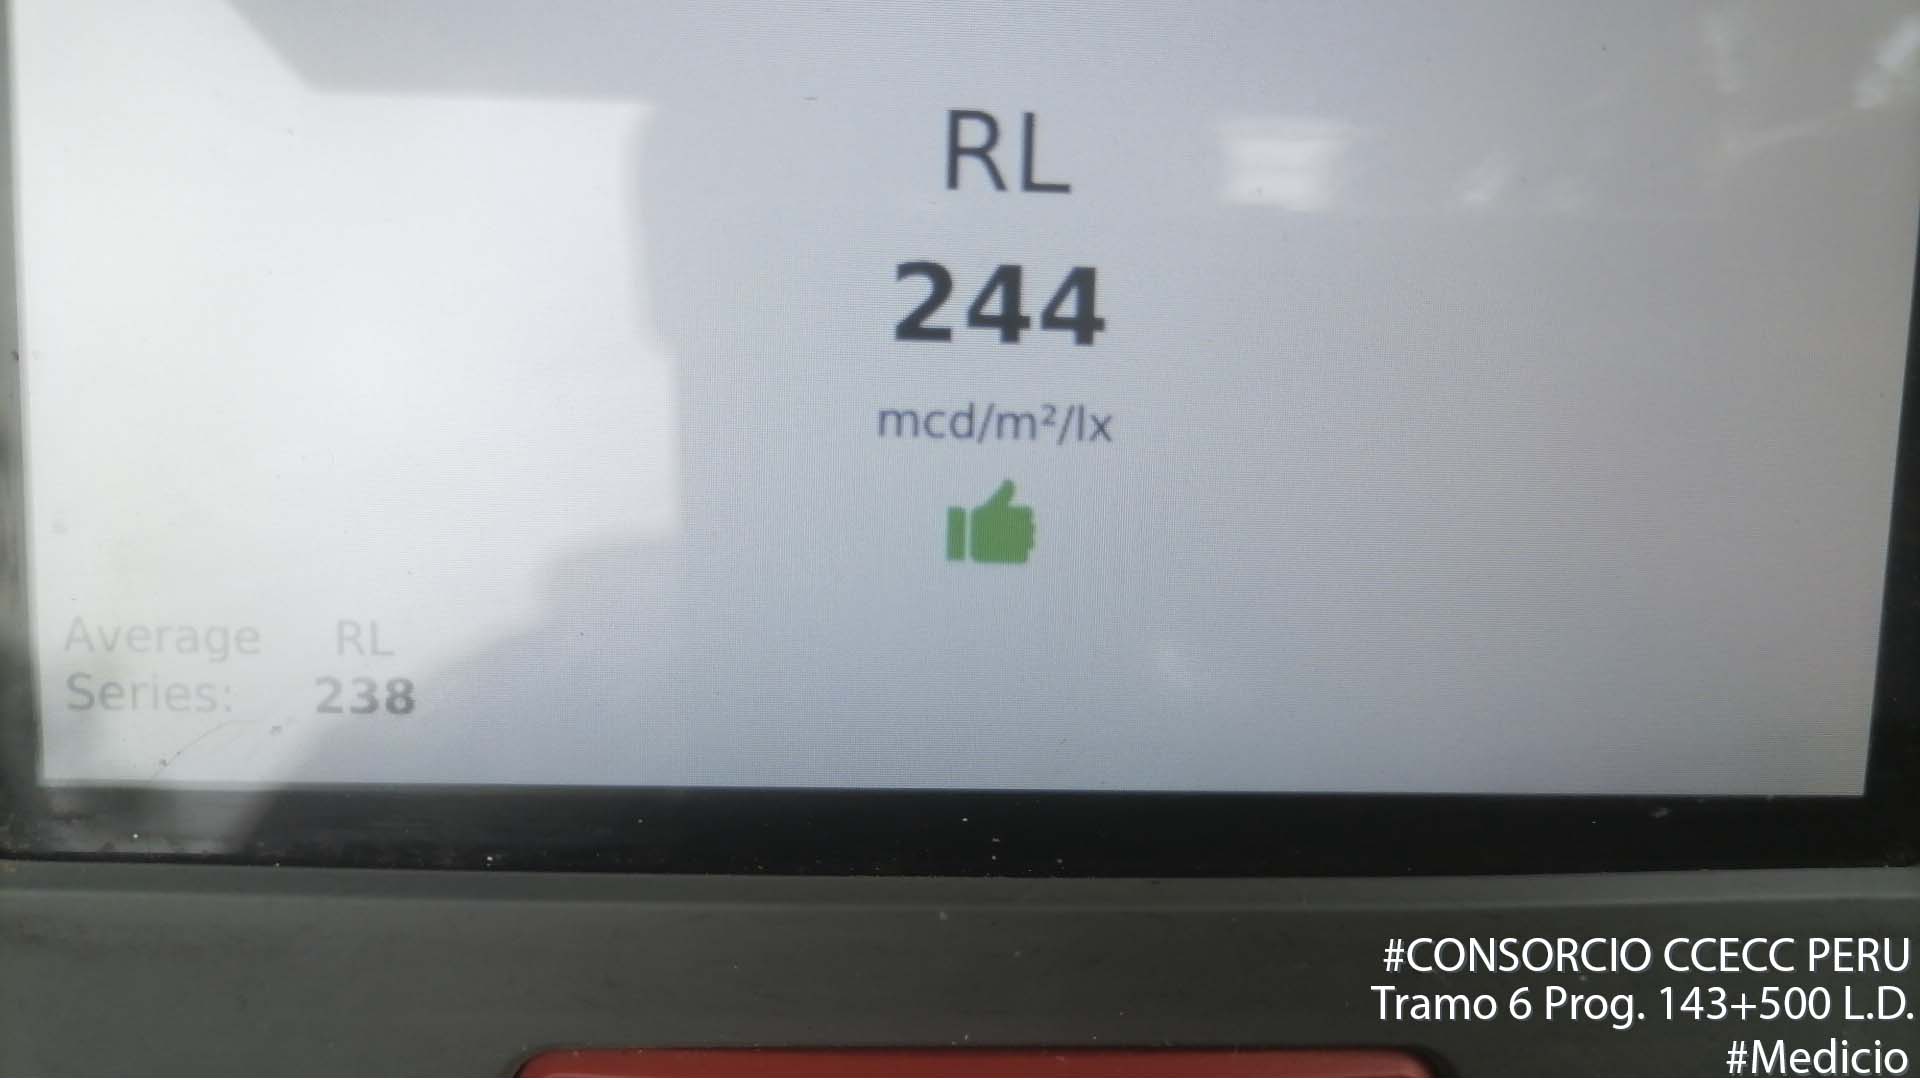 RL
244
mcd/m²/lx
Average RL
Series: 238
#CONSORCIO CCECC PERU
Tramo 6 Prog. 143+500 L.D.
#Medicio